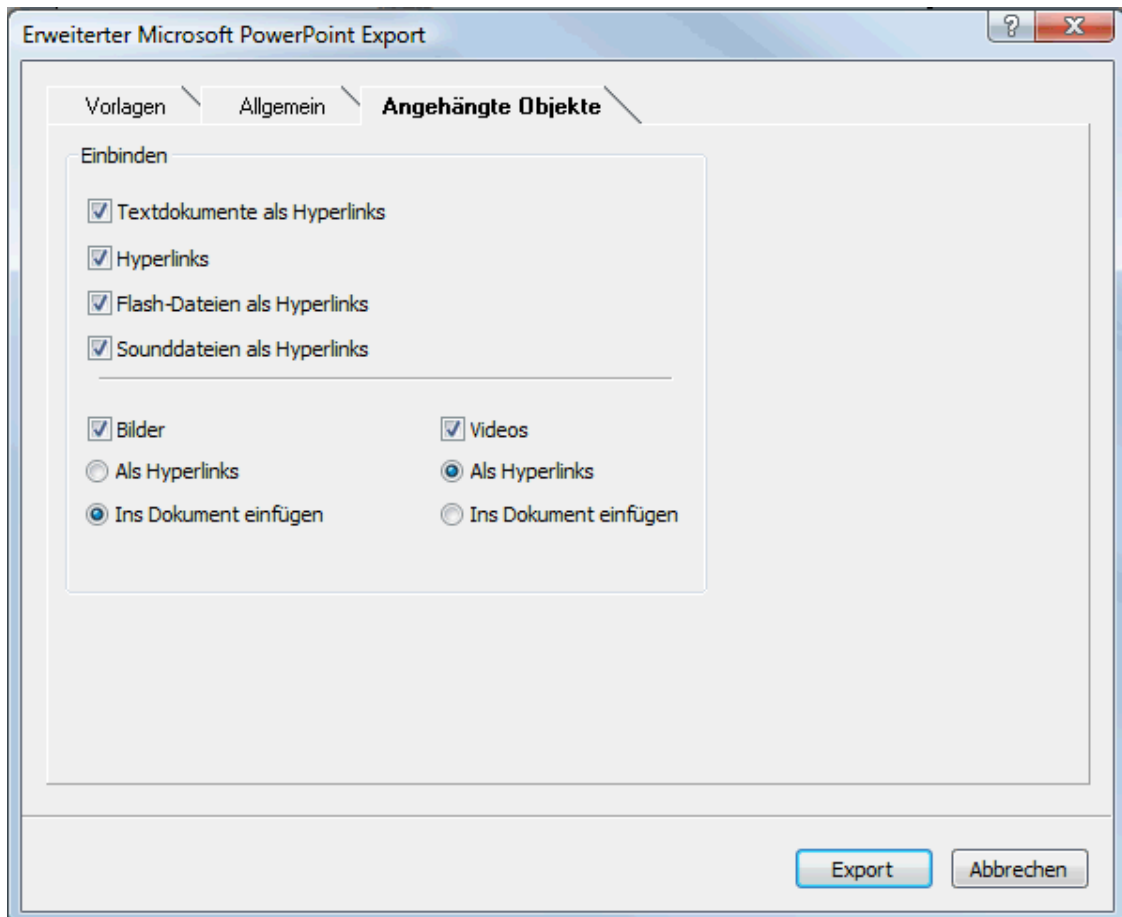 Erweiterter Microsoft PowerPoint Export
? X
Vorlagen Allgemein Angehängte Objekte
Einbinden
Textdokumente als Hyperlinks
Hyperlinks
Flash-Dateien als Hyperlinks
Sounddateien als Hyperlinks
Bilder Videos
Als Hyperlinks Als Hyperlinks
Ins Dokument einfügen Ins Dokument einfügen
Export Abbrechen